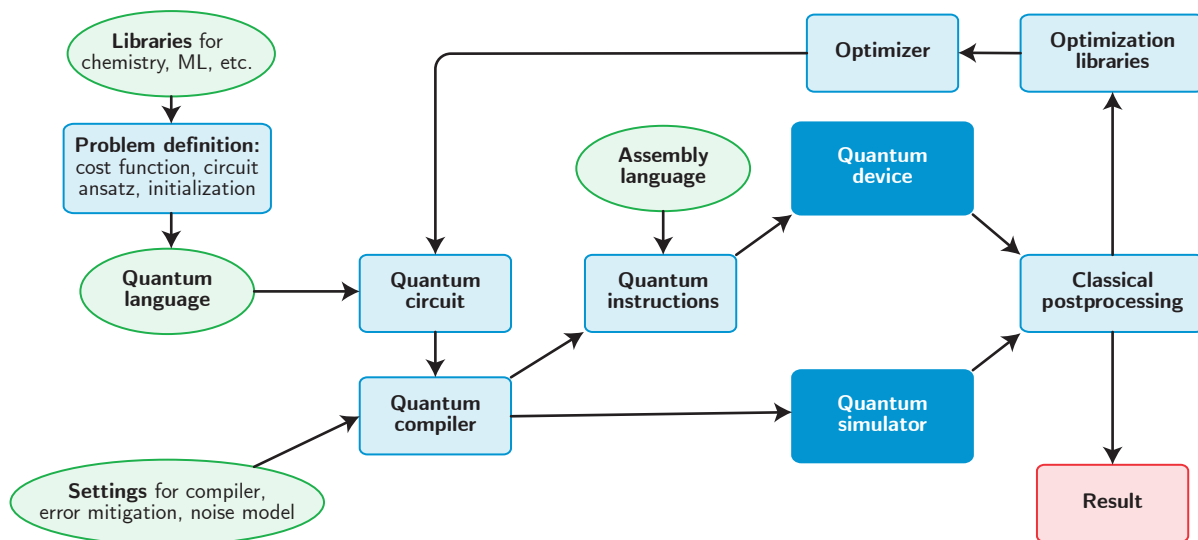 Libraries for
chemistry, ML, etc.
Problem definition:
cost function, circuit
ansatz, initialization
Quantum
language
Settings for compiler,
error mitigation, noise model
Quantum
circuit
Quantum
compiler
Assembly
language
Quantum
instructions
Optimizer
Optimization
libraries
Quantum
device
Quantum
simulator
Classical
postprocessing
Result